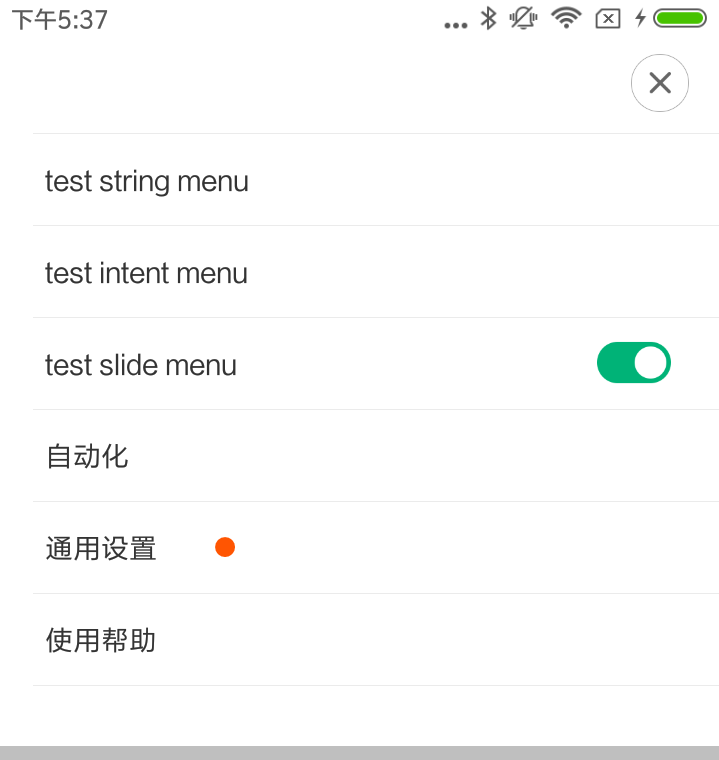 下午5:37
test string menu
test intent menu
test slide menu
自动化
通用设置
使用帮助